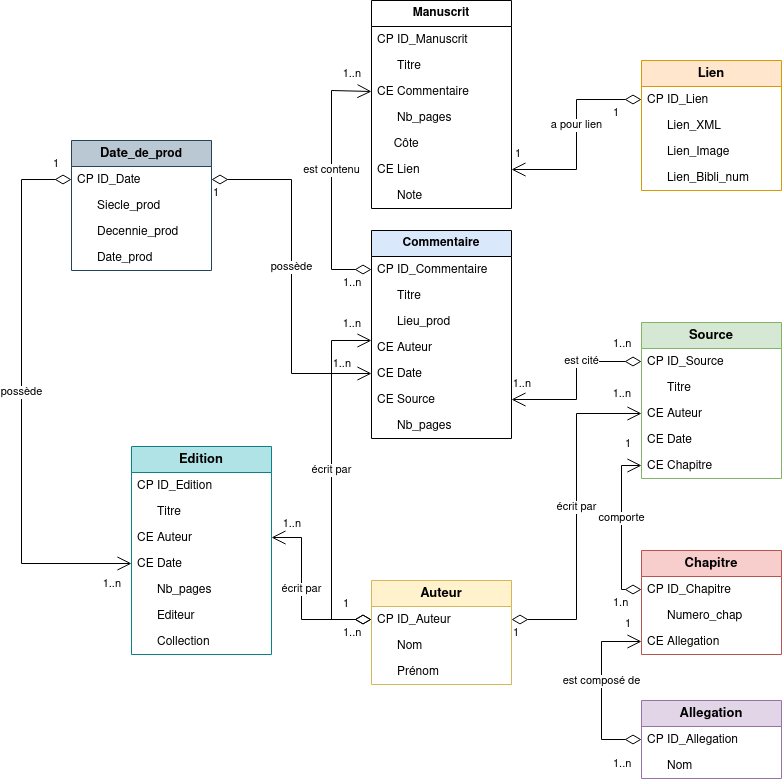 Manuscrit
CP ID_Manuscrit
Titre
CE Commentaire
Nb_pages
Côte
CE Lien
Note
Lien
CP ID_Lien
Lien_XML
Lien_Image
Lien_Bibli_num
1
a pour lien
1
1..n
est contenu
1..n
Date_de_prod
CP ID_Date
Siecle_prod
Decennie_prod
Date_prod
1
1
possède
possède
1..n
1..n
Commentaire
CP ID_Commentaire
Titre
Lieu_prod
CE Auteur
CE Date
CE Source
Nb_pages
1..n
écrit par
Source
CP ID_Source
Titre
CE Auteur
CE Date
CE Chapitre
1..n
est cité
1..n
1..n
1
écrit par
comporte
Edition
CP ID_Edition
Titre
CE Auteur
CE Date
Nb_pages
Editeur
Collection
1..n
écrit par
Auteur
CP ID_Auteur
Nom
Prénom
1
1..n
1
Chapitre
CP ID_Chapitre
Numero_chap
CE Allegation
1.n
1
est composé de
Allegation
CP ID_Allegation
Nom
1..n